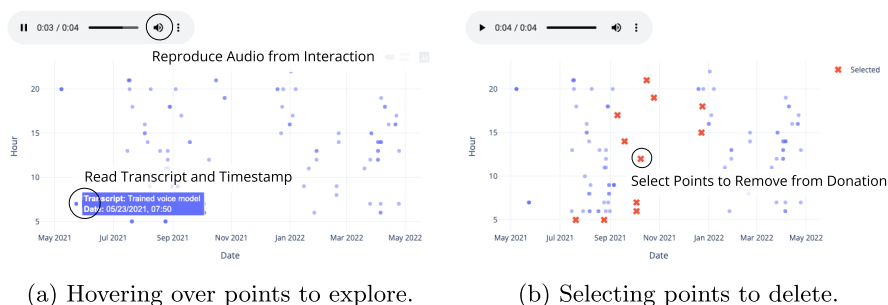 0:03 / 0:04
Reproduce Audio from Interaction
20
15
10
5
Hour
Read Transcript and Timestamp
Transcript: Trained voice model
Date: 05/23/2021, 07:50
May 2021
Jul 2021
Sep 2021
Nov 2021
Jan 2022
Mar 2022
May 2022
Date
(a) Hovering over points to explore.
0:04 / 0:04
Selected
20
15
10
5
Hour
Select Points to Remove from Donation
May 2021
Jul 2021
Sep 2021
Nov 2021
Jan 2022
Mar 2022
May 2022
Date
(b) Selecting points to delete.